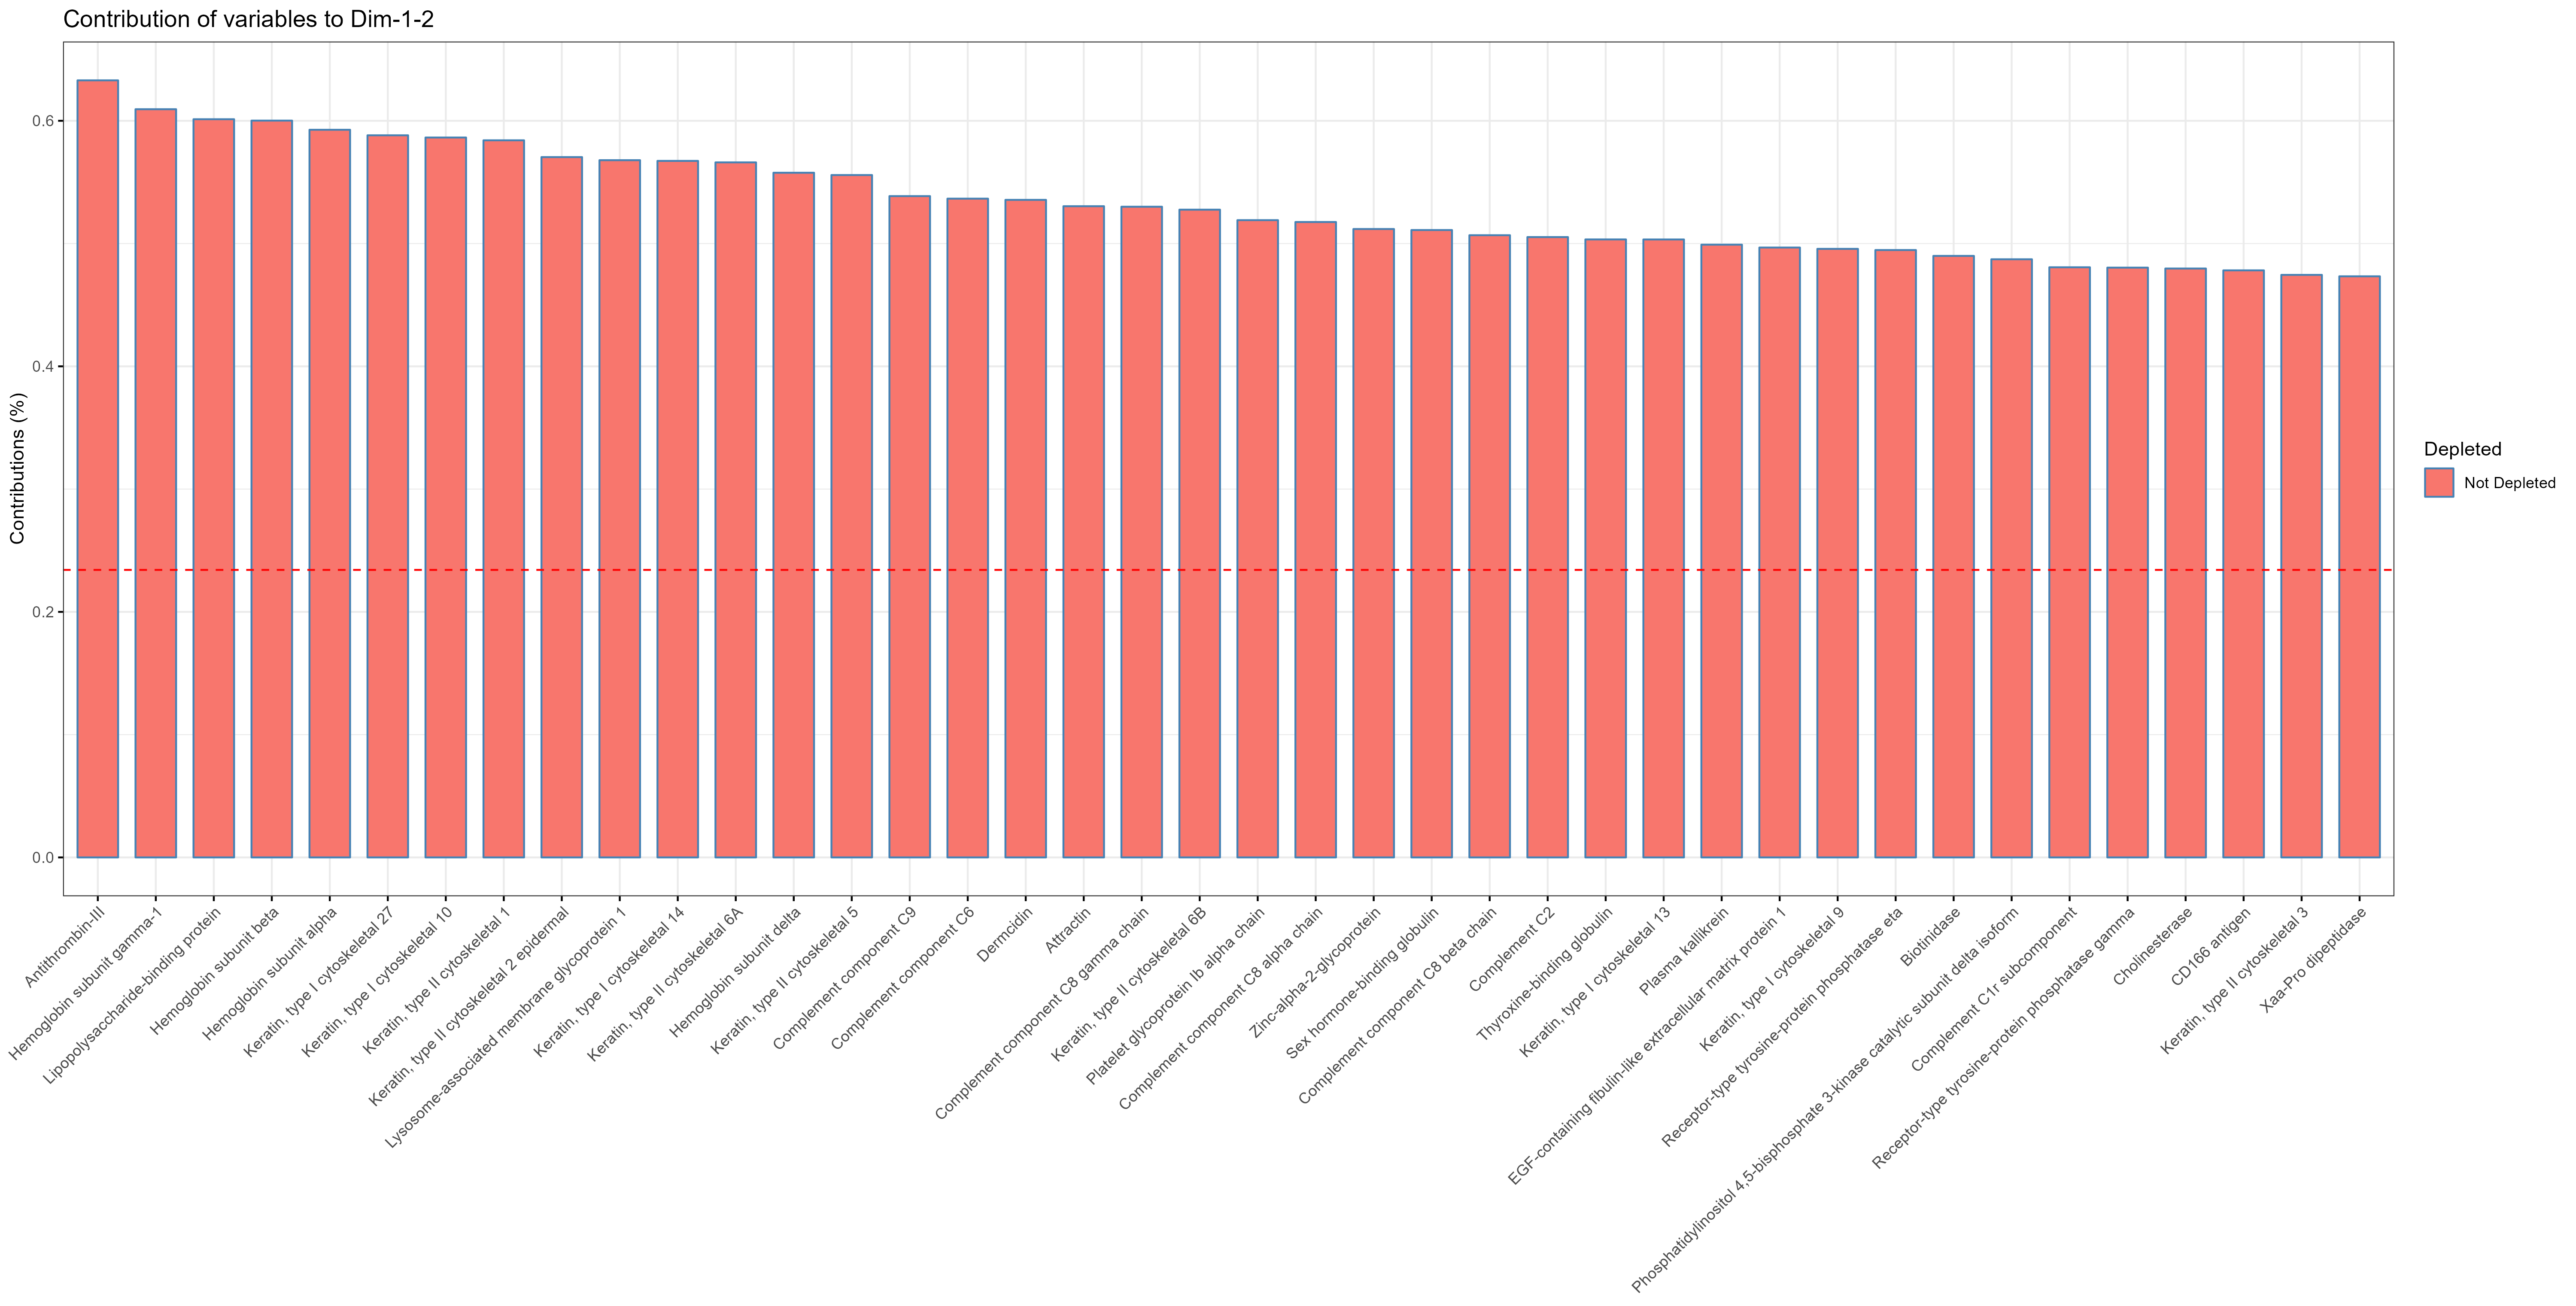 Contribution of variables to Dim-1-2
Contributions (%)
0.6
0.4
0.2
0.0
Antithrombin-III
Hemoglobin subunit gamma-1
Lipopolysaccharide-binding protein
Hemoglobin subunit beta
Hemoglobin subunit alpha
Keratin, type I cytoskeletal 27
Keratin, type I cytoskeletal 10
Keratin, type II cytoskeletal 1
Keratin, type II cytoskeletal 2 epidermal
Lysosome-associated membrane glycoprotein 1
Keratin, type I cytoskeletal 14
Keratin, type II cytoskeletal 6A
Hemoglobin subunit delta
Keratin, type II cytoskeletal 5
Complement component C9
Complement component C6
Dermcidin
Attractin
Complement component C8 gamma chain
Keratin, type II cytoskeletal 6B
Platelet glycoprotein Ib alpha chain
Complement component C8 alpha chain
Zinc-alpha-2-glycoprotein
Sex hormone-binding globulin
Complement component C8 beta chain
Complement C2
Thyroxine-binding globulin
Keratin, type I cytoskeletal 13
Plasma kallikrein
EGF-containing fibulin-like extracellular matrix protein 1
Keratin, type I cytoskeletal 9
Receptor-type tyrosine-protein phosphatase eta
Biotinidase
Phosphatidylinositol 4,5-bisphosphate 3-kinase catalytic subunit delta isoform
Complement C1r subcomponent
Receptor-type tyrosine-protein phosphatase gamma
Cholinesterase
CD166 antigen
Keratin, type II cytoskeletal 3
Xaa-Pro dipeptidase
Depleted
Not Depleted